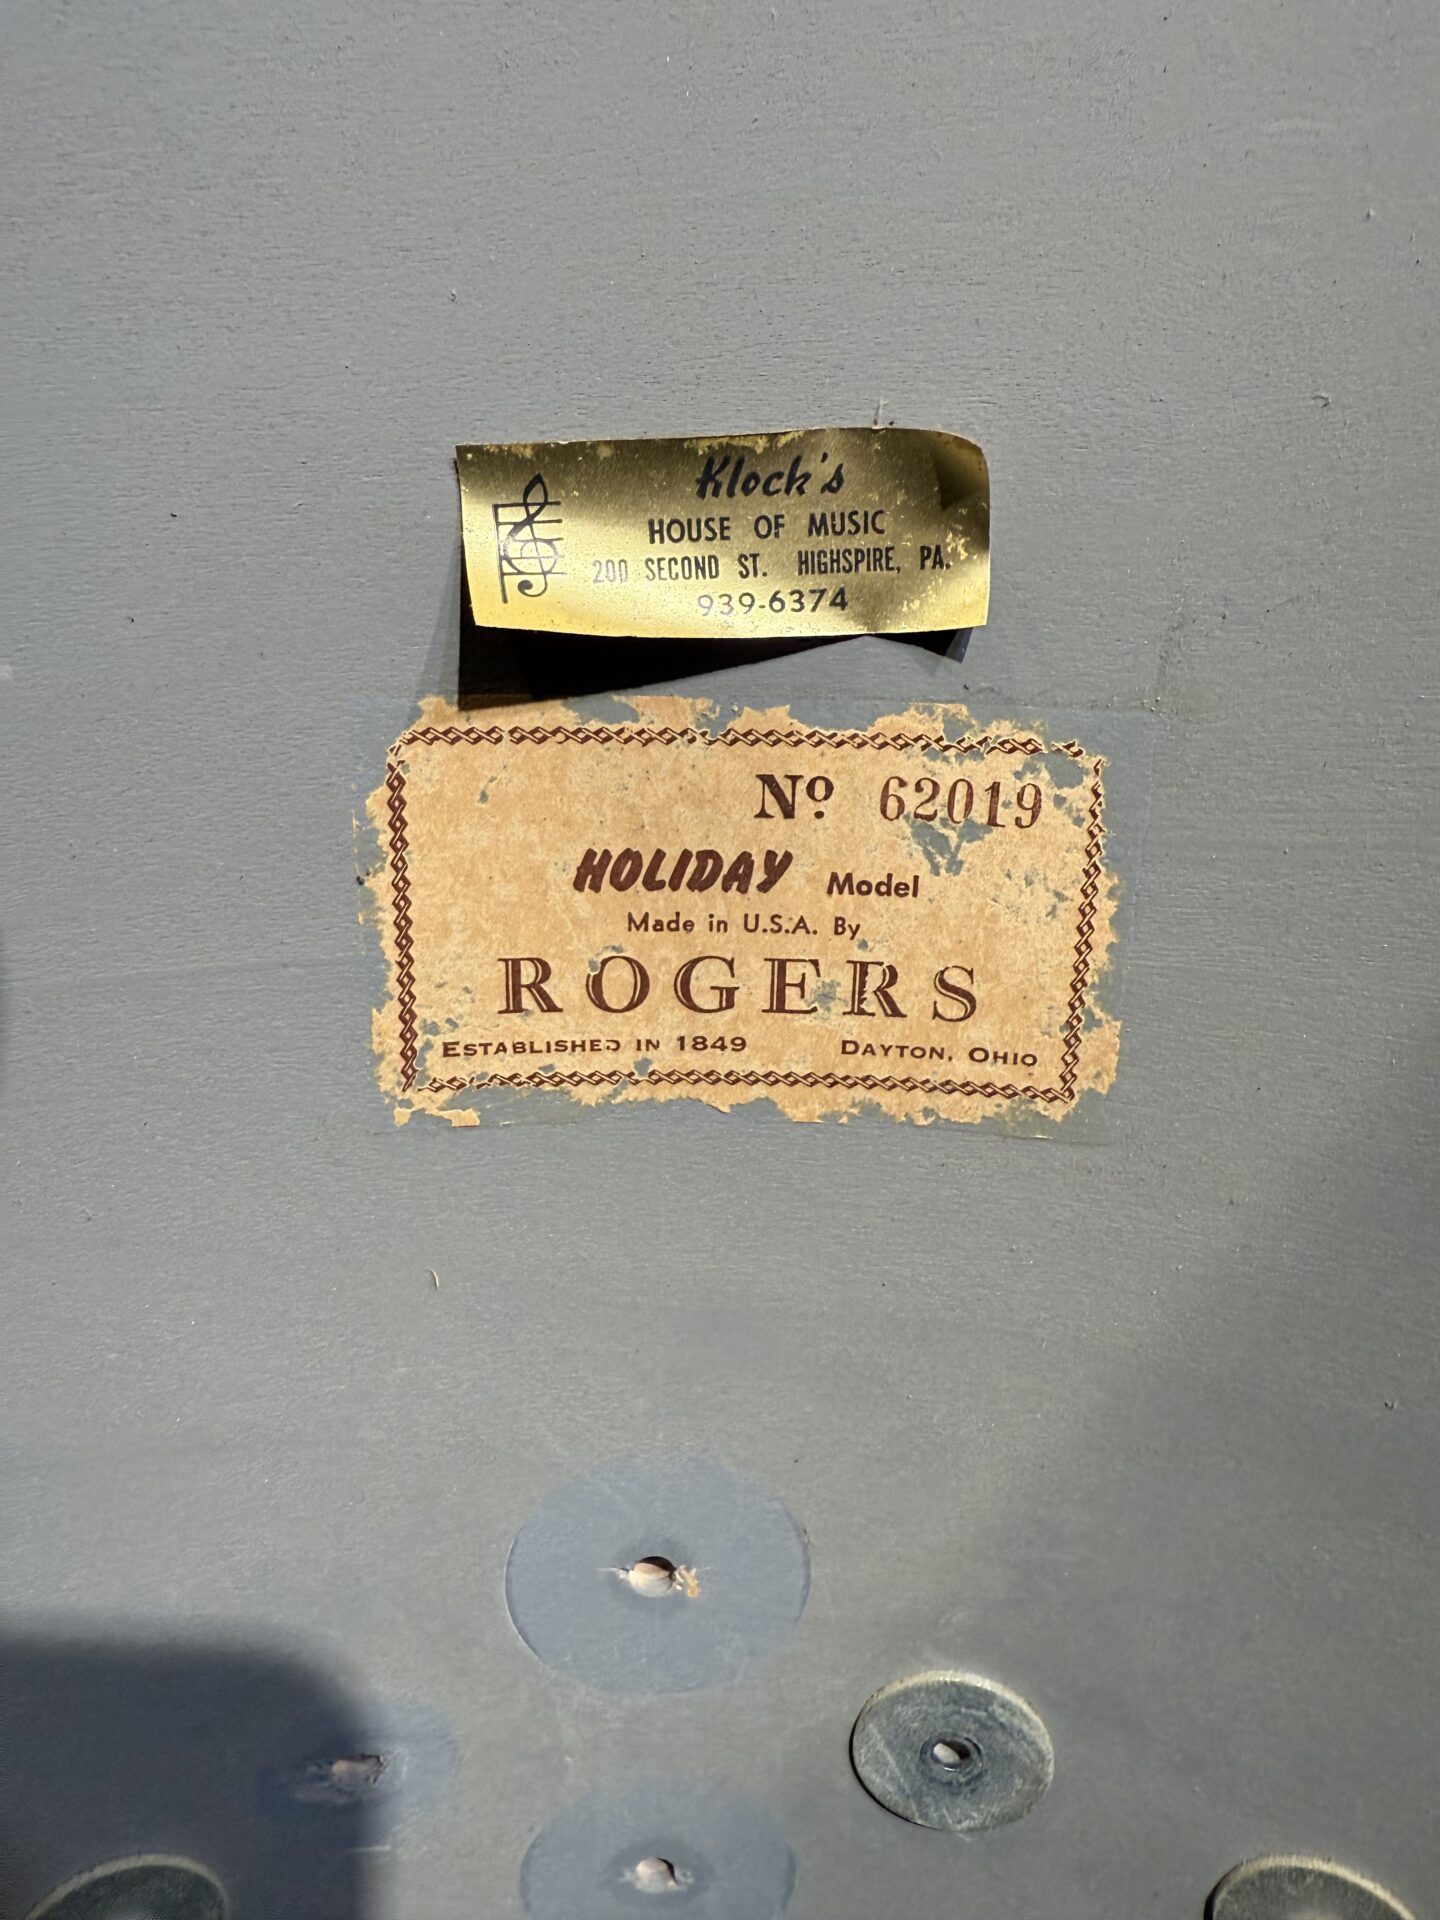 Klock's
HOUSE OF MUSIC
200 SECOND ST. HIGHSPIRE, PA.
939-6374
Nº 62019
HOLIDAY Model
Made in U.S.A. By
ROGERS
ESTABLISHED IN 1849 DAYTON, OHIO